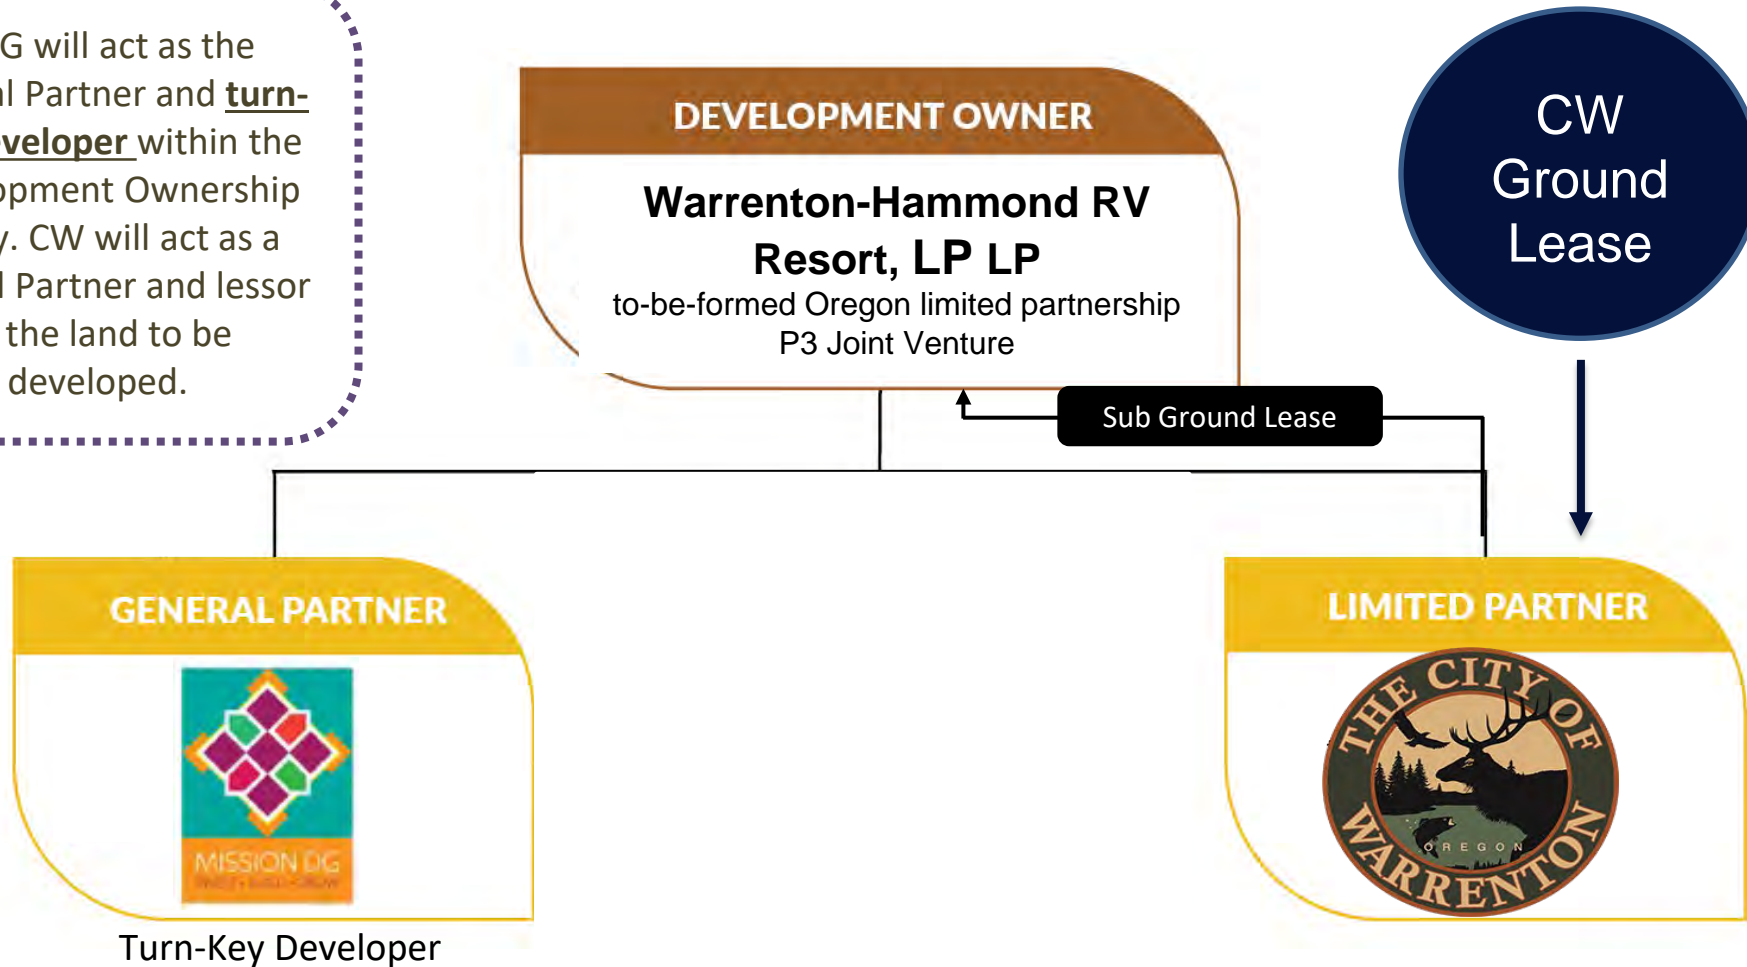 G will act as the
al Partner and turn-
eveloper within the
opment Ownership
y. CW will act as a
l Partner and lessor
the land to be
developed.
DEVELOPMENT OWNER
Warrenton-Hammond RV
Resort, LP LP
to-be-formed Oregon limited partnership
P3 Joint Venture
CW
Ground
Lease
Sub Ground Lease
GENERAL PARTNER
MISSION DG
Turn-Key Developer
LIMITED PARTNER
THE CITY OF
WARRENTON
OREGON